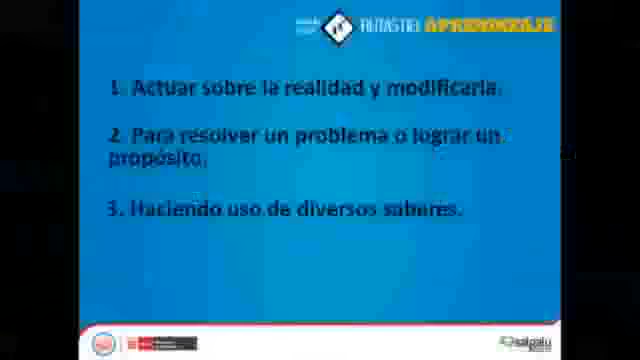 RUTAS DEL APRENDIZAJE
1. Actuar sobre la realidad y modificarla.
2. Para resolver un problema o lograr un
propósito.
3. Haciendo uso de diversos saberes.